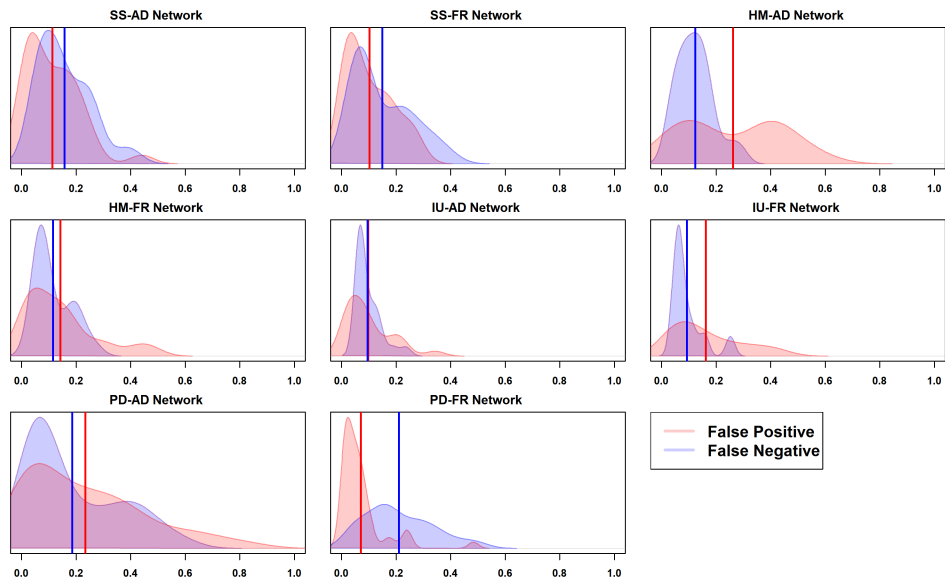 SS-AD Network
SS-FR Network
HM-AD Network
0.0 0.2 0.4 0.6 0.8 1.0
0.0 0.2 0.4 0.6 0.8 1.0
0.0 0.2 0.4 0.6 0.8 1.0
HM-FR Network
IU-AD Network
IU-FR Network
0.0 0.2 0.4 0.6 0.8 1.0
0.0 0.2 0.4 0.6 0.8 1.0
0.0 0.2 0.4 0.6 0.8 1.0
PD-AD Network
PD-FR Network
False Positive
False Negative
0.0 0.2 0.4 0.6 0.8 1.0
0.0 0.2 0.4 0.6 0.8 1.0